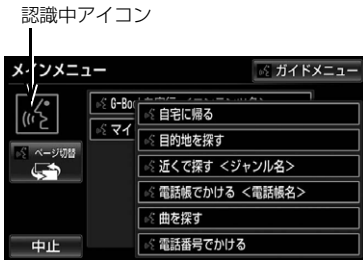 認識中アイコン
メインメニュー
ガイドメニュー
G-Bo
マイ
自宅に帰る
目的地を探す
ページ切替
近くで探す <ジャンル名>
電話帳でかける <電話帳名>
曲を探す
中止
電話番号でかける